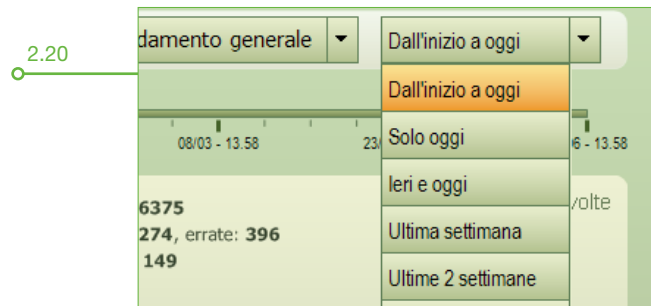 2.20
damento generale
Dall'inizio a oggi
Dall'inizio a oggi
Solo oggi
Ieri e oggi
Ultima settimana
Ultime 2 settimane
08/03 - 13.58
23/
6 - 13.58
6375
274, errate: 396
149
volte